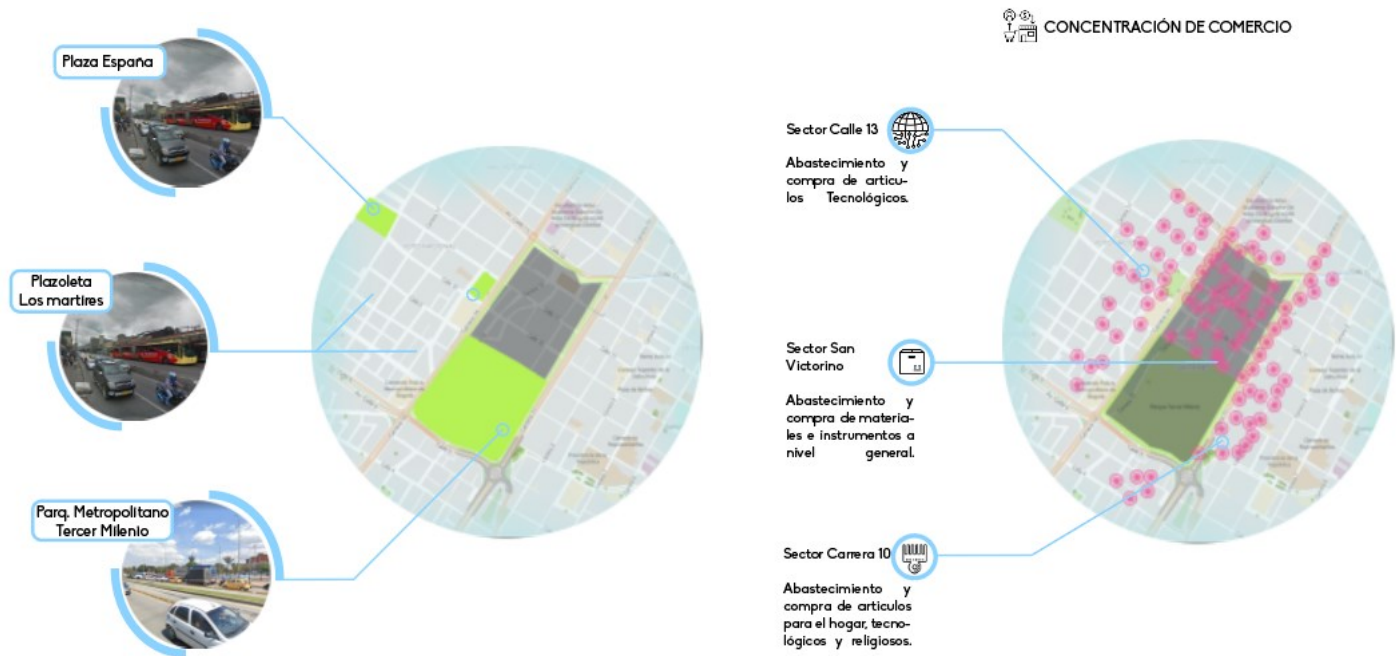 CONCENTRACIÓN DE COMERCIO
Plaza España
Plazoleta
Los martires
Parq. Metropolitano
Tercer Milenio
Sector Calle 13
Abastecimiento y
compra de articu-
los Tecnológicos.
Sector San
Victorino
Abastecimiento y
compra de materia-
les e instrumentos a
nivel general.
Sector Carrera 10
Abastecimiento y
compra de articulos
para el hogar, tecno-
lógicos y religiosos.